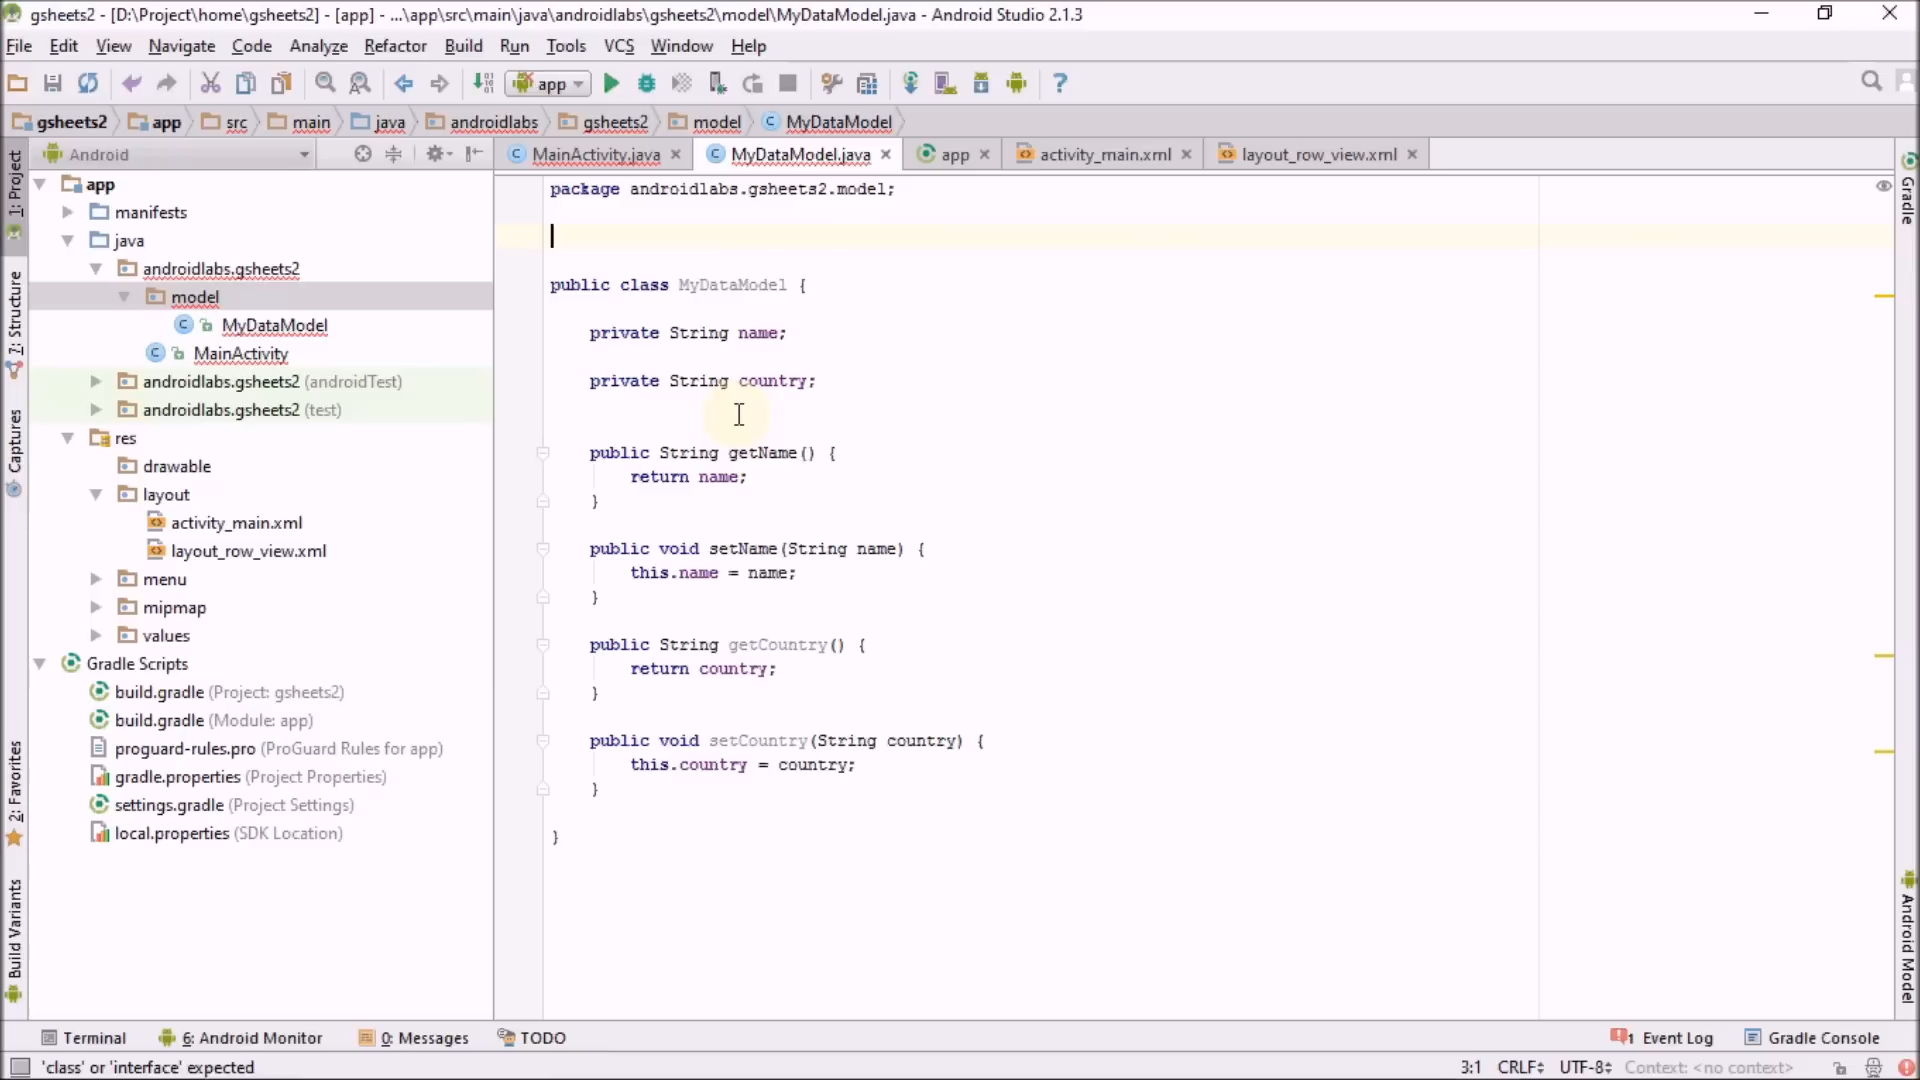 gsheets2 - [D:\Project\home\gsheets2] - [app] - ...\app\src\main\java\androidlabs\gsheets2\model\MyDataModel.java - Android Studio 2.1.3
File Edit View Navigate Code Analyze Refactor Build Run Tools VCS Window Help
app
gsheets2 app src main java androidlabs gsheets2 model MyDataModel
1: Project
7: Structure
Captures
2: Favorites
Build Variants
Android
app
manifests
java
androidlabs.gsheets2
model
MyDataModel
MainActivity
androidlabs.gsheets2 (androidTest)
androidlabs.gsheets2 (test)
res
drawable
layout
activity_main.xml
layout_row_view.xml
menu
mipmap
values
Gradle Scripts
build.gradle (Project: gsheets2)
build.gradle (Module: app)
proguard-rules.pro (ProGuard Rules for app)
gradle.properties (Project Properties)
settings.gradle (Project Settings)
local.properties (SDK Location)
MainActivity.java MyDataModel.java app activity_main.xml layout_row_view.xml
package androidlabs.gsheets2.model;
public class MyDataModel {
private String name;
private String country;
public String getName() {
return name;
}
public void setName(String name) {
this.name = name;
}
public String getCountry() {
return country;
}
public void setCountry(String country) {
this.country = country;
}
}
Gradle
Android Model
Terminal 6: Android Monitor 0: Messages TODO 1 Event Log Gradle Console
'class' or 'interface' expected 3:1 CRLF UTF-8 Context: <no context>